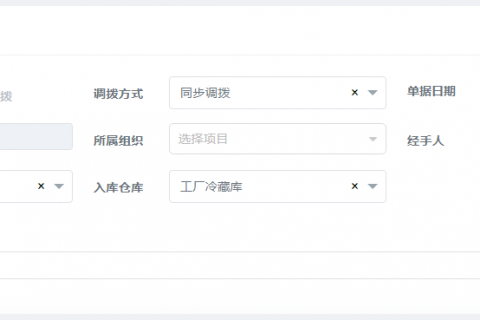 拨 调拨方式 同步调拨 × 单据日期
所属组织 选择项目 经手人
× 入库仓库 工厂冷藏库 ×